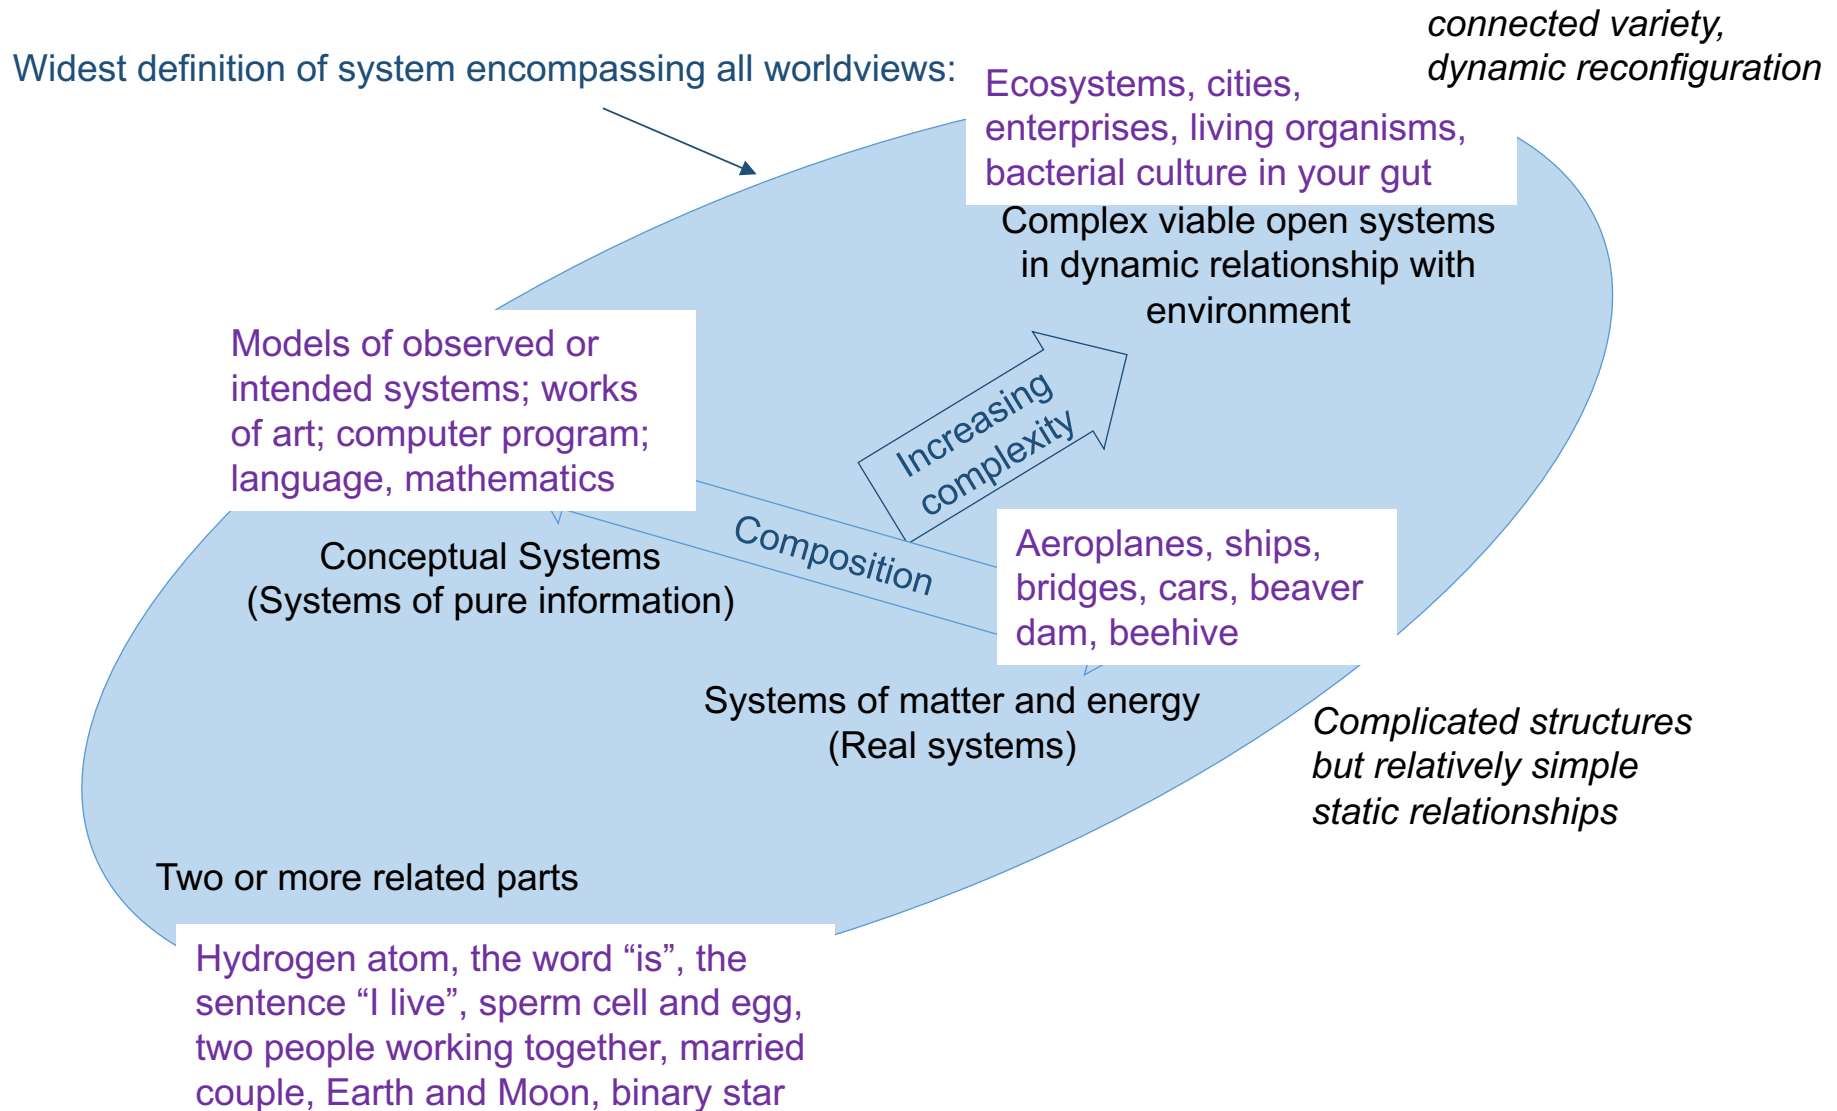 connected variety,
dynamic reconfiguration
Widest definition of system encompassing all worldviews:
Ecosystems, cities,
enterprises, living organisms,
bacterial culture in your gut
Complex viable open systems
in dynamic relationship with
environment
Models of observed or
intended systems; works
of art; computer program;
language, mathematics
Increasing
complexity
Composition
Conceptual Systems
(Systems of pure information)
Aeroplanes, ships,
bridges, cars, beaver
dam, beehive
Systems of matter and energy
(Real systems)
Complicated structures
but relatively simple
static relationships
Two or more related parts
Hydrogen atom, the word “is”, the
sentence “I live”, sperm cell and egg,
two people working together, married
couple, Earth and Moon, binary star